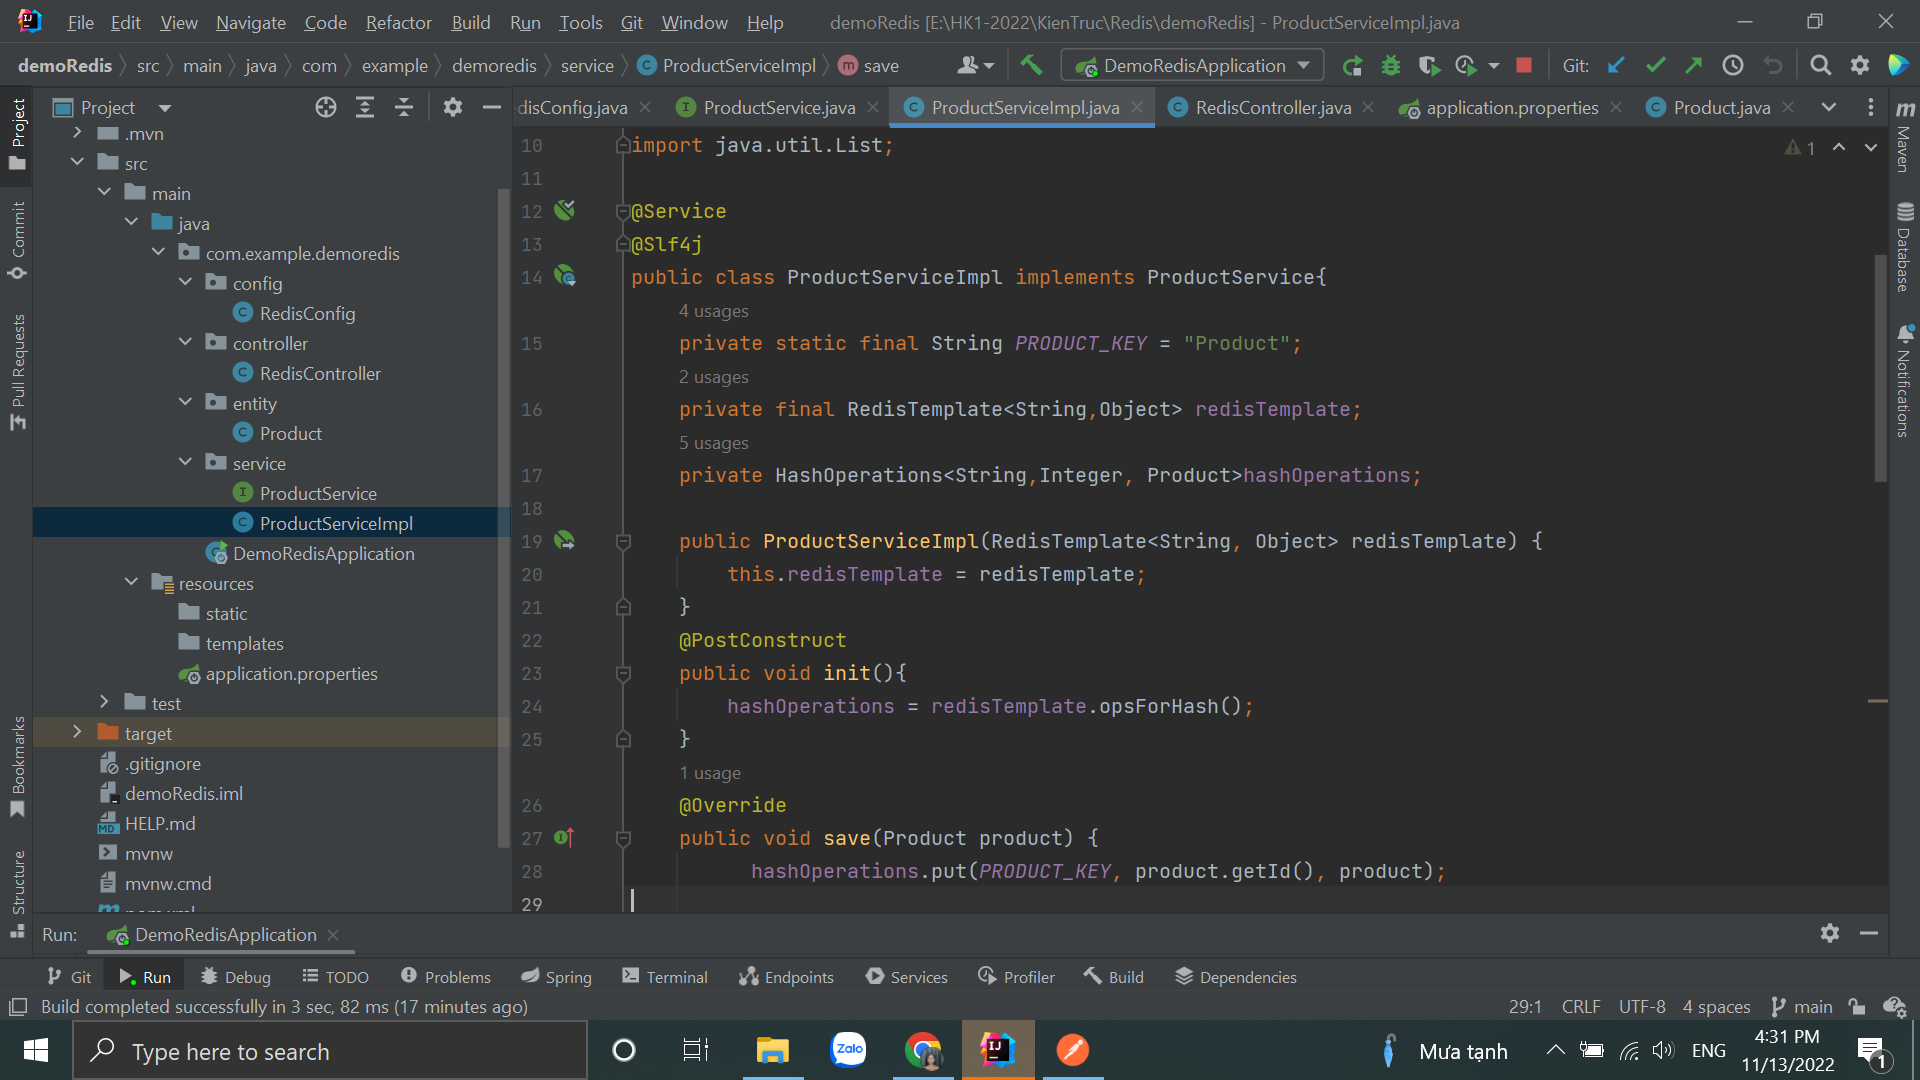 File Edit View Navigate Code Refactor Build Run Tools Git Window Help demoRedis [E:\HK1-2022\KienTruc\Redis\demoRedis] - ProductServiceImpl.java
demoRedis src main java com example demoredis service ProductServiceImpl save DemoRedisApplication Git:
Project
disConfig.java ProductService.java ProductServiceImpl.java RedisController.java application.properties Product.java
Project
Commit
Pull Requests
Bookmarks
Structure
.mvn
src
main
java
com.example.demoredis
config
RedisConfig
controller
RedisController
entity
Product
service
ProductService
ProductServiceImpl
DemoRedisApplication
resources
static
templates
application.properties
test
target
.gitignore
demoRedis.iml
HELP.md
mvnw
mvnw.cmd
pom.xml
10 import java.util.List;
11
12 @Service
13 @Slf4j
14 public class ProductServiceImpl implements ProductService{
4 usages
15 private static final String PRODUCT_KEY = "Product";
2 usages
16 private final RedisTemplate<String,Object> redisTemplate;
5 usages
17 private HashOperations<String,Integer, Product>hashOperations;
18
19 public ProductServiceImpl(RedisTemplate<String, Object> redisTemplate) {
20 this.redisTemplate = redisTemplate;
21 }
22 @PostConstruct
23 public void init(){
24 hashOperations = redisTemplate.opsForHash();
25 }
1 usage
26 @Override
27 public void save(Product product) {
28 hashOperations.put(PRODUCT_KEY, product.getId(), product);
29
1
Maven
Database
Notifications
Run: DemoRedisApplication
Git Run Debug TODO Problems Spring Terminal Endpoints Services Profiler Build Dependencies
Build completed successfully in 3 sec, 82 ms (17 minutes ago) 29:1 CRLF UTF-8 4 spaces main
Type here to search Zalo Mưa tạnh ENG 4:31 PM
11/13/2022 1